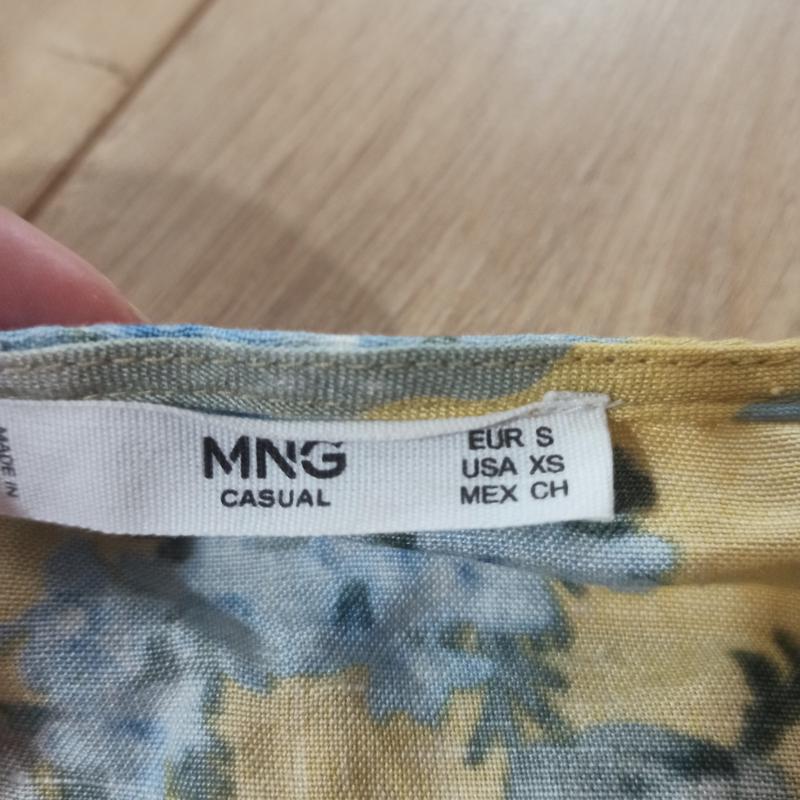 MADE IN
MNG
CASUAL
EUR S
USA XS
MEX CH